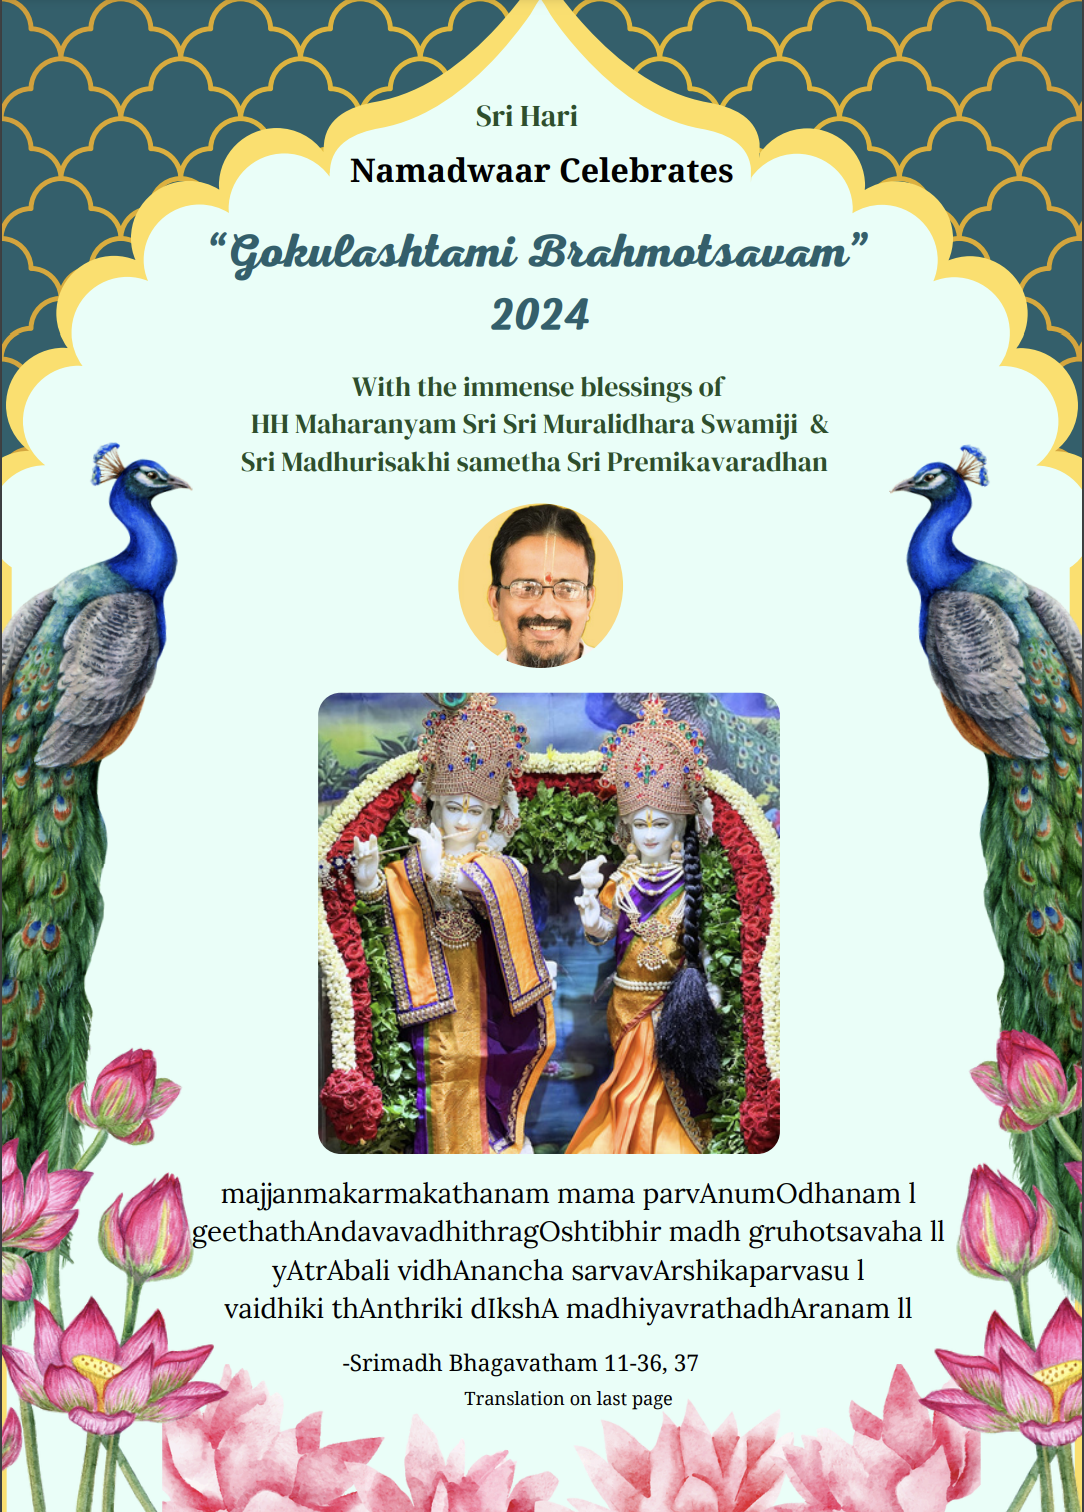 Sri Hari
Namadwaar Celebrates
“Gokulashtami Brahmotsavam”
2024
With the immense blessings of
HH Maharanyam Sri Sri Muralidhara Swamiji &
Sri Madhurisakhi sametha Sri Premikavaradhan
majjanmakarmakathanam mama parvAnumOdhanam l
geethathAndavavadhithragOshtibhir madh gruhotsavaha ll
yAtrAbali vidhAnancha sarvavArshikaparvasu l
vaidhiki thAnthriki dIkshA madhiyavrathadhAranam ll
-Srimadh Bhagavatham 11-36, 37
Translation on last page